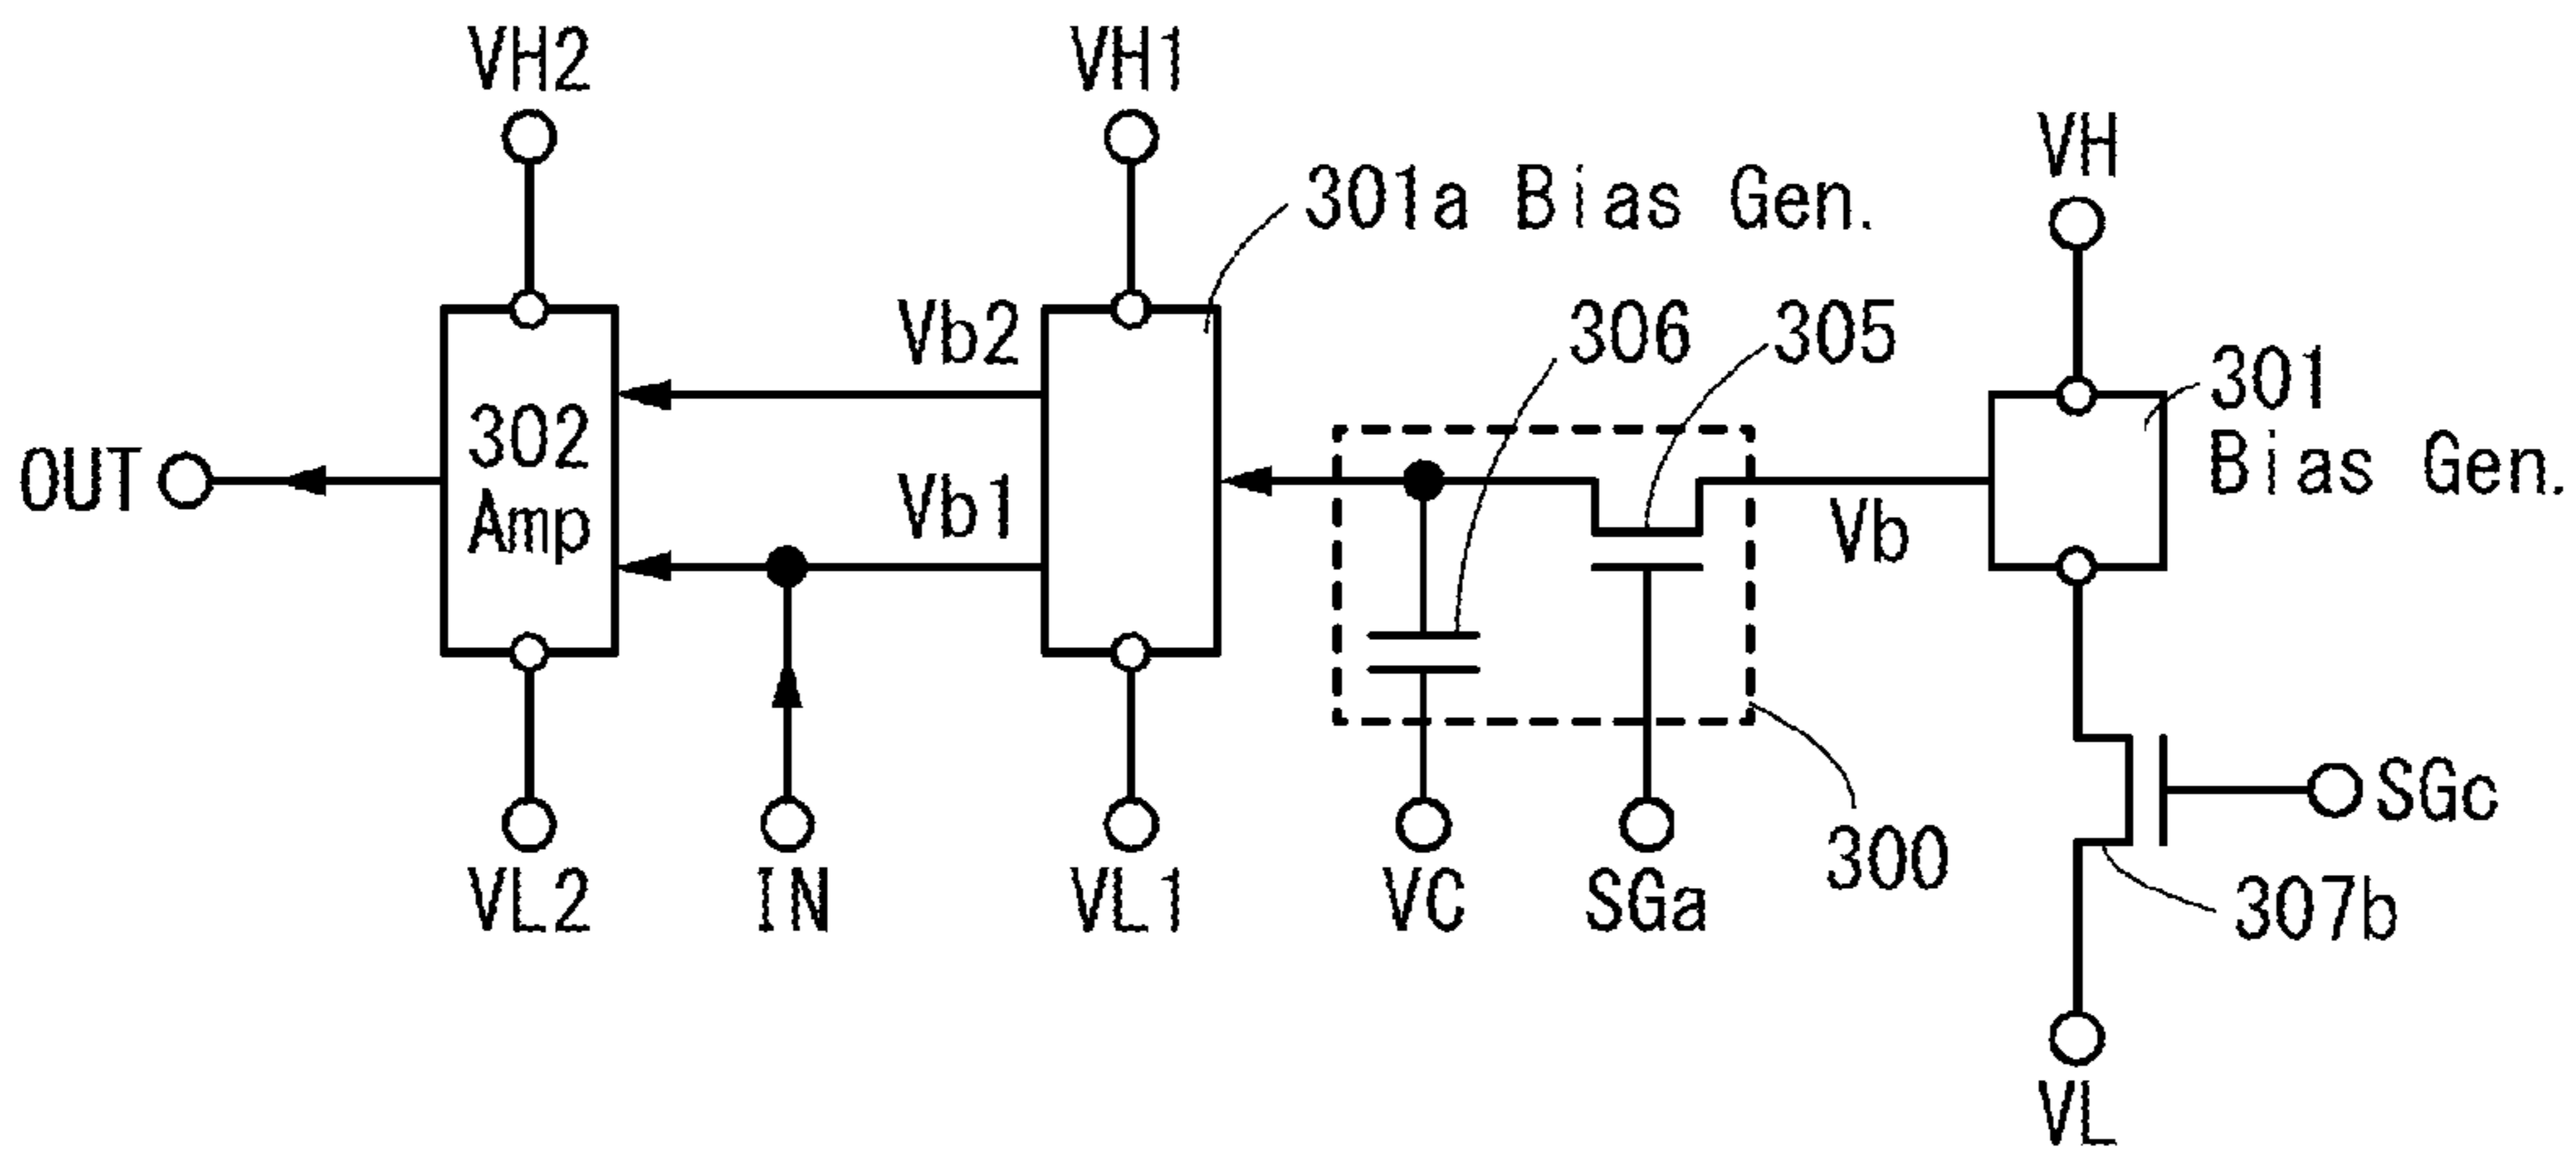 VH2
VH1
VH
301a Bias Gen.
Vb2
306
305
301
Bias Gen.
302
Amp
OUT
Vb1
Vb
SGc
300
VL2
IN
VL1
VC
SGa
307b
VL